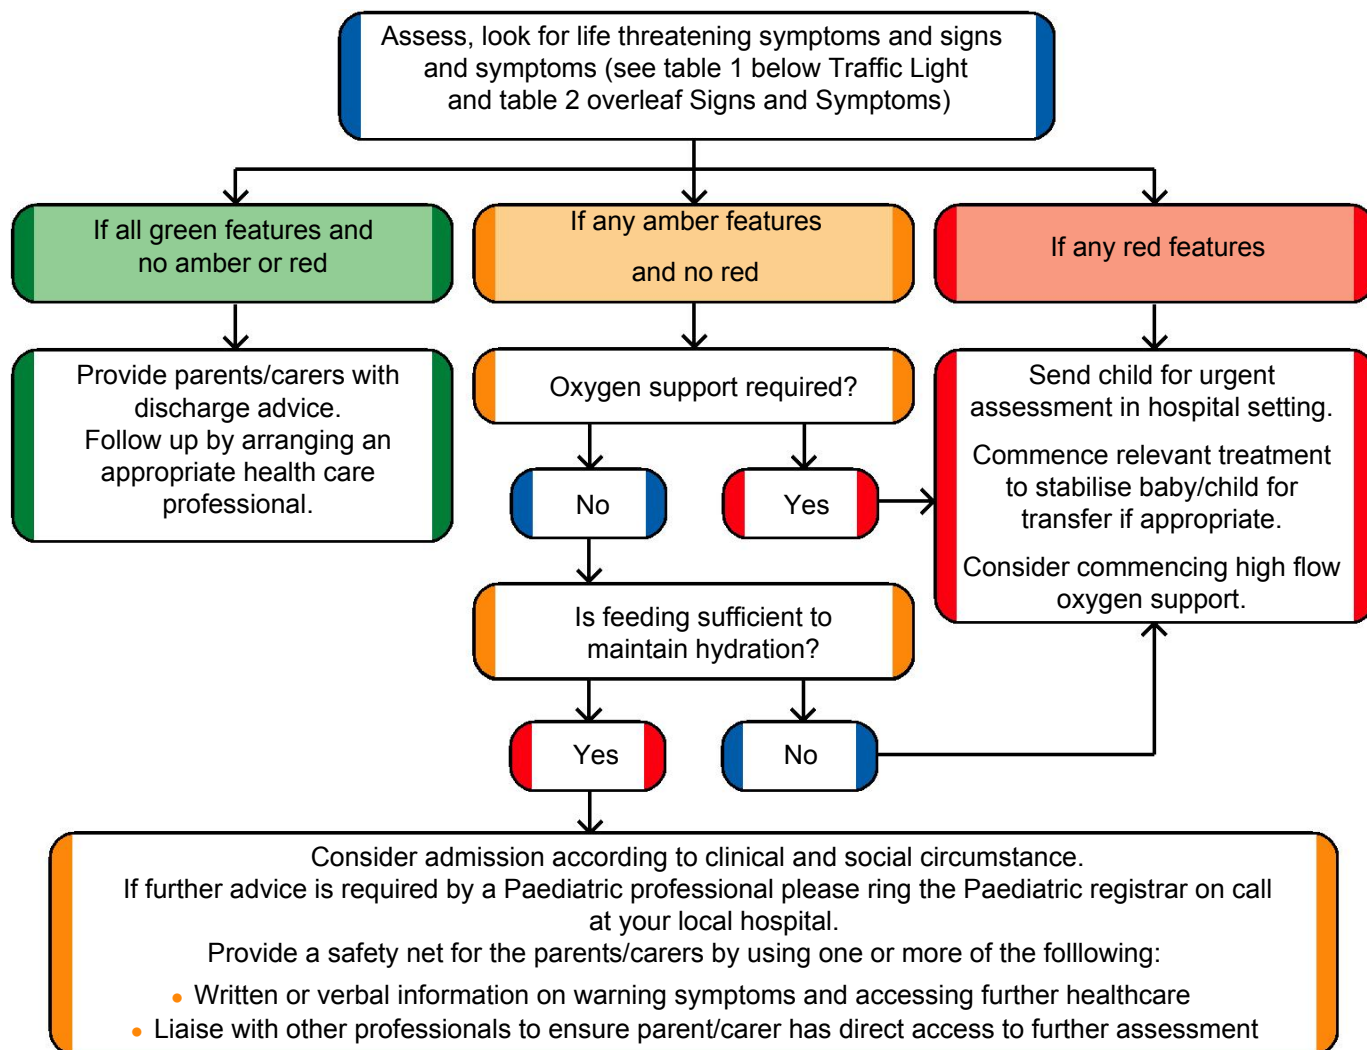 Assess, look for life threatening symptoms and signs
and symptoms (see table 1 below Traffic Light
and table 2 overleaf Signs and Symptoms)
If all green features and
no amber or red
If any amber features
and no red
If any red features
Provide parents/carers with
discharge advice.
Follow up by arranging an
appropriate health care
professional.
Oxygen support required?
No
Yes
Send child for urgent
assessment in hospital setting.
Commence relevant treatment
to stabilise baby/child for
transfer if appropriate.
Consider commencing high flow
oxygen support.
Is feeding sufficient to
maintain hydration?
Yes
No
Consider admission according to clinical and social circumstance.
If further advice is required by a Paediatric professional please ring the Paediatric registrar on call
at your local hospital.
Provide a safety net for the parents/carers by using one or more of the folllowing:
• Written or verbal information on warning symptoms and accessing further healthcare
• Liaise with other professionals to ensure parent/carer has direct access to further assessment